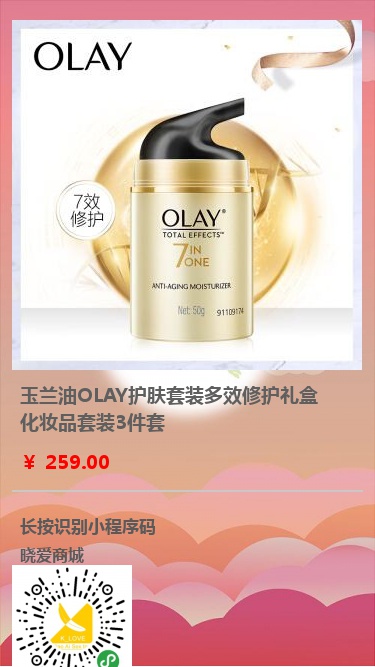 OLAY
7效
修护
OLAY®
TOTAL EFFECTS™
7 IN
ONE
ANTI-AGING MOISTURIZER
Net: 50g
91109174
玉兰油OLAY护肤套装多效修护礼盒
化妆品套装3件套
¥ 259.00
长按识别小程序码
晓爱商城
K_LOVE